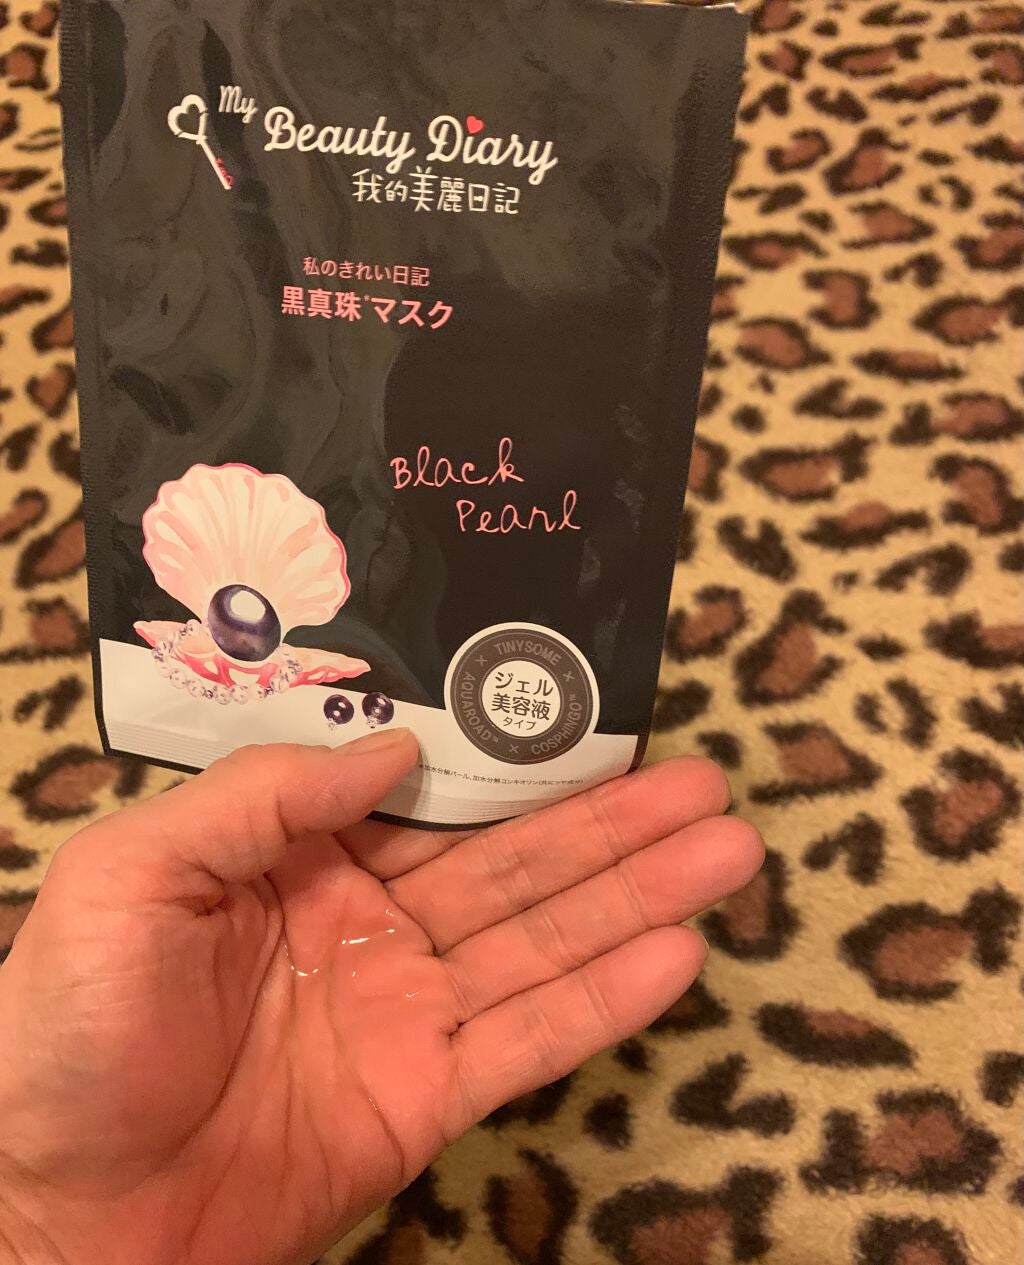 My
Beauty Diary
我的美麗日記
私のきれい日記
黒真珠*マスク
Black
Pearl
TINYSOME
ジェル
美容液
タイプ
AQUAROAD™ × COSPHINGO™